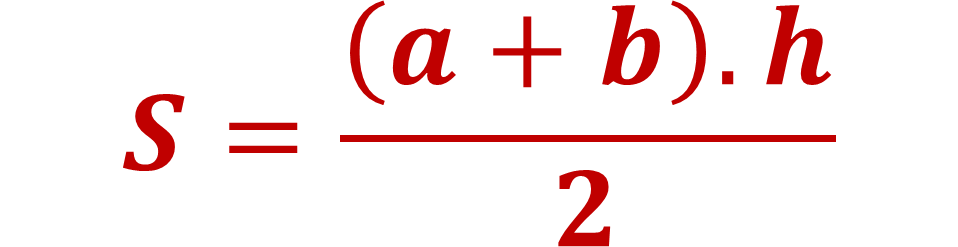 S = (a + b). h / 2